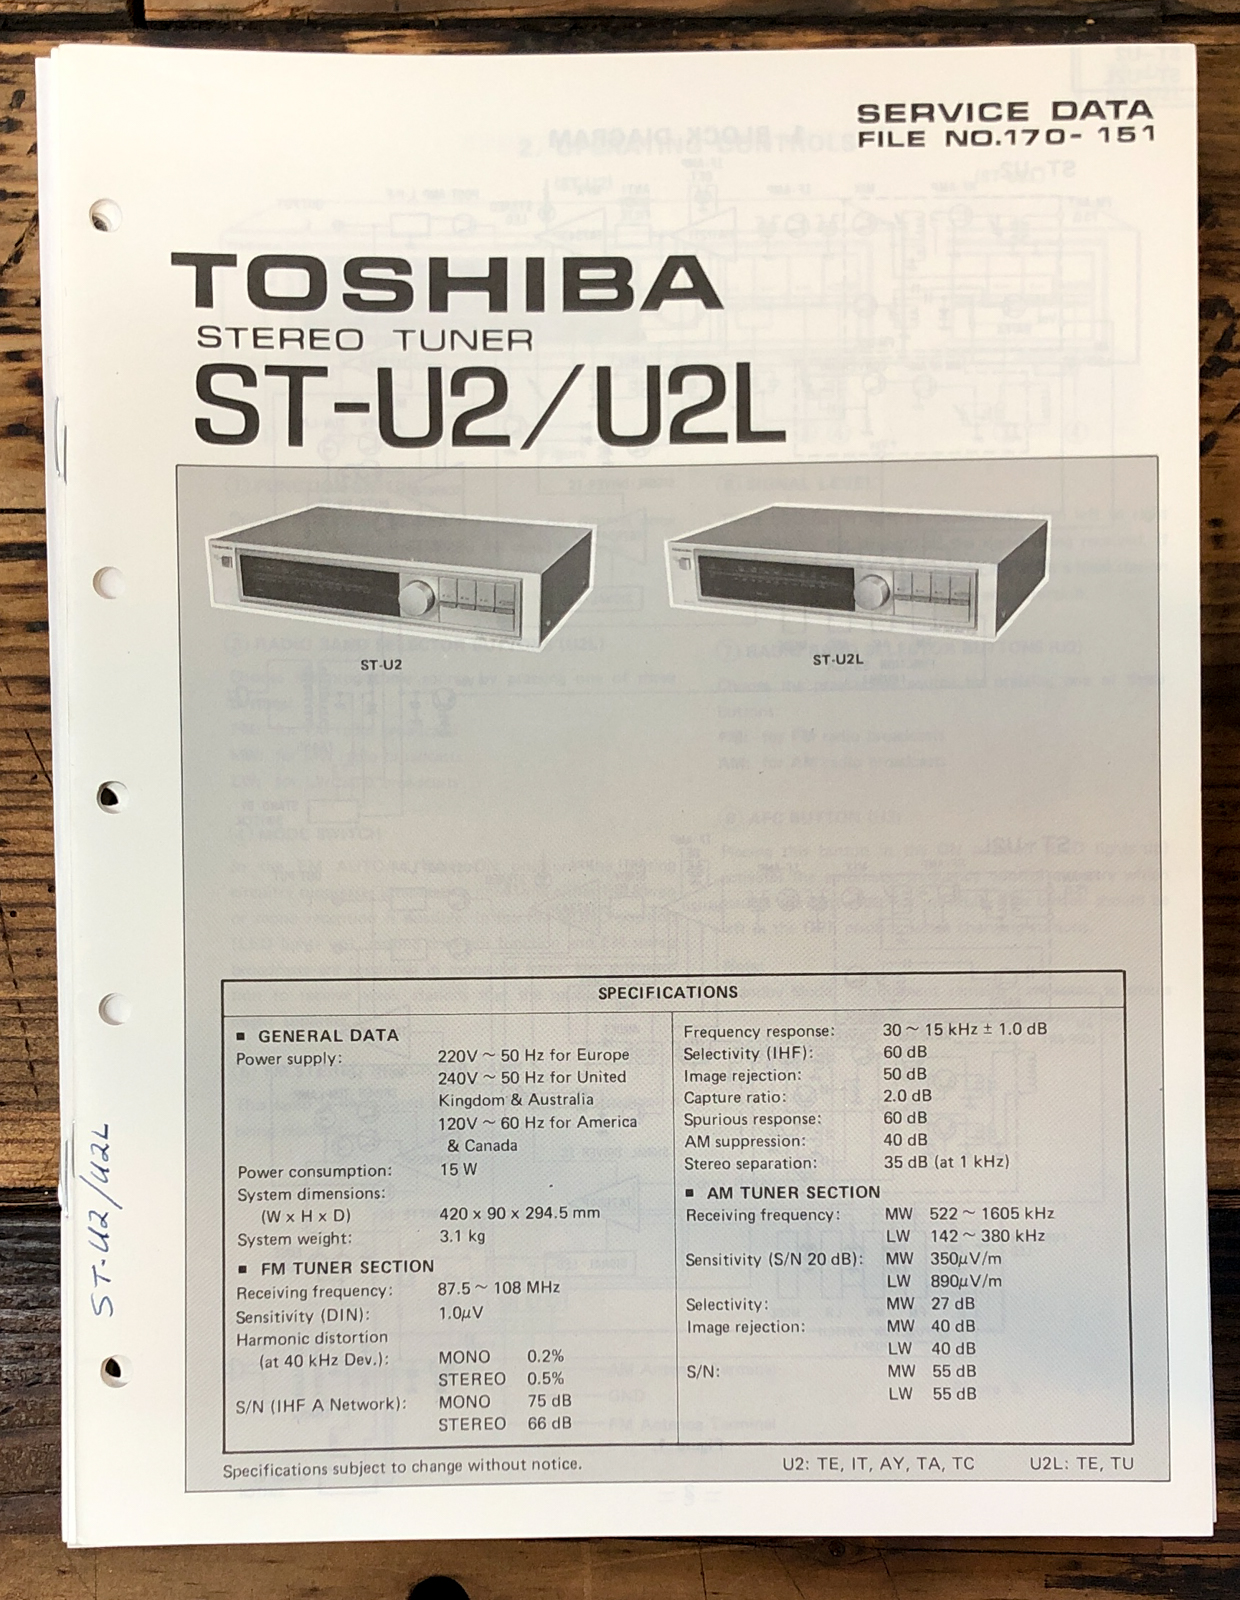 SERVICE DATA
FILE NO.170-151
TOSHIBA
STEREO TUNER
ST-U2/U2L
ST-U2
ST-U2L
SPECIFICATIONS
■ GENERAL DATA
Power supply: 220V ~ 50 Hz for Europe
240V ~ 50 Hz for United
Kingdom & Australia
120V ~ 60 Hz for America
& Canada
Power consumption: 15 W
System dimensions:
(W x H x D) 420 x 90 x 294.5 mm
System weight: 3.1 kg
■ FM TUNER SECTION
Receiving frequency: 87.5 ~ 108 MHz
Sensitivity (DIN): 1.0μV
Harmonic distortion
(at 40 kHz Dev.): MONO 0.2%
STEREO 0.5%
S/N (IHF A Network): MONO 75 dB
STEREO 66 dB
Frequency response: 30 ~ 15 kHz ± 1.0 dB
Selectivity (IHF): 60 dB
Image rejection: 50 dB
Capture ratio: 2.0 dB
Spurious response: 60 dB
AM suppression: 40 dB
Stereo separation: 35 dB (at 1 kHz)
■ AM TUNER SECTION
Receiving frequency: MW 522 ~ 1605 kHz
LW 142 ~ 380 kHz
Sensitivity (S/N 20 dB): MW 350μV/m
LW 890μV/m
Selectivity: MW 27 dB
Image rejection: MW 40 dB
LW 40 dB
S/N: MW 55 dB
LW 55 dB
Specifications subject to change without notice.
U2: TE, IT, AY, TA, TC U2L: TE, TU
ST-U2/U2L